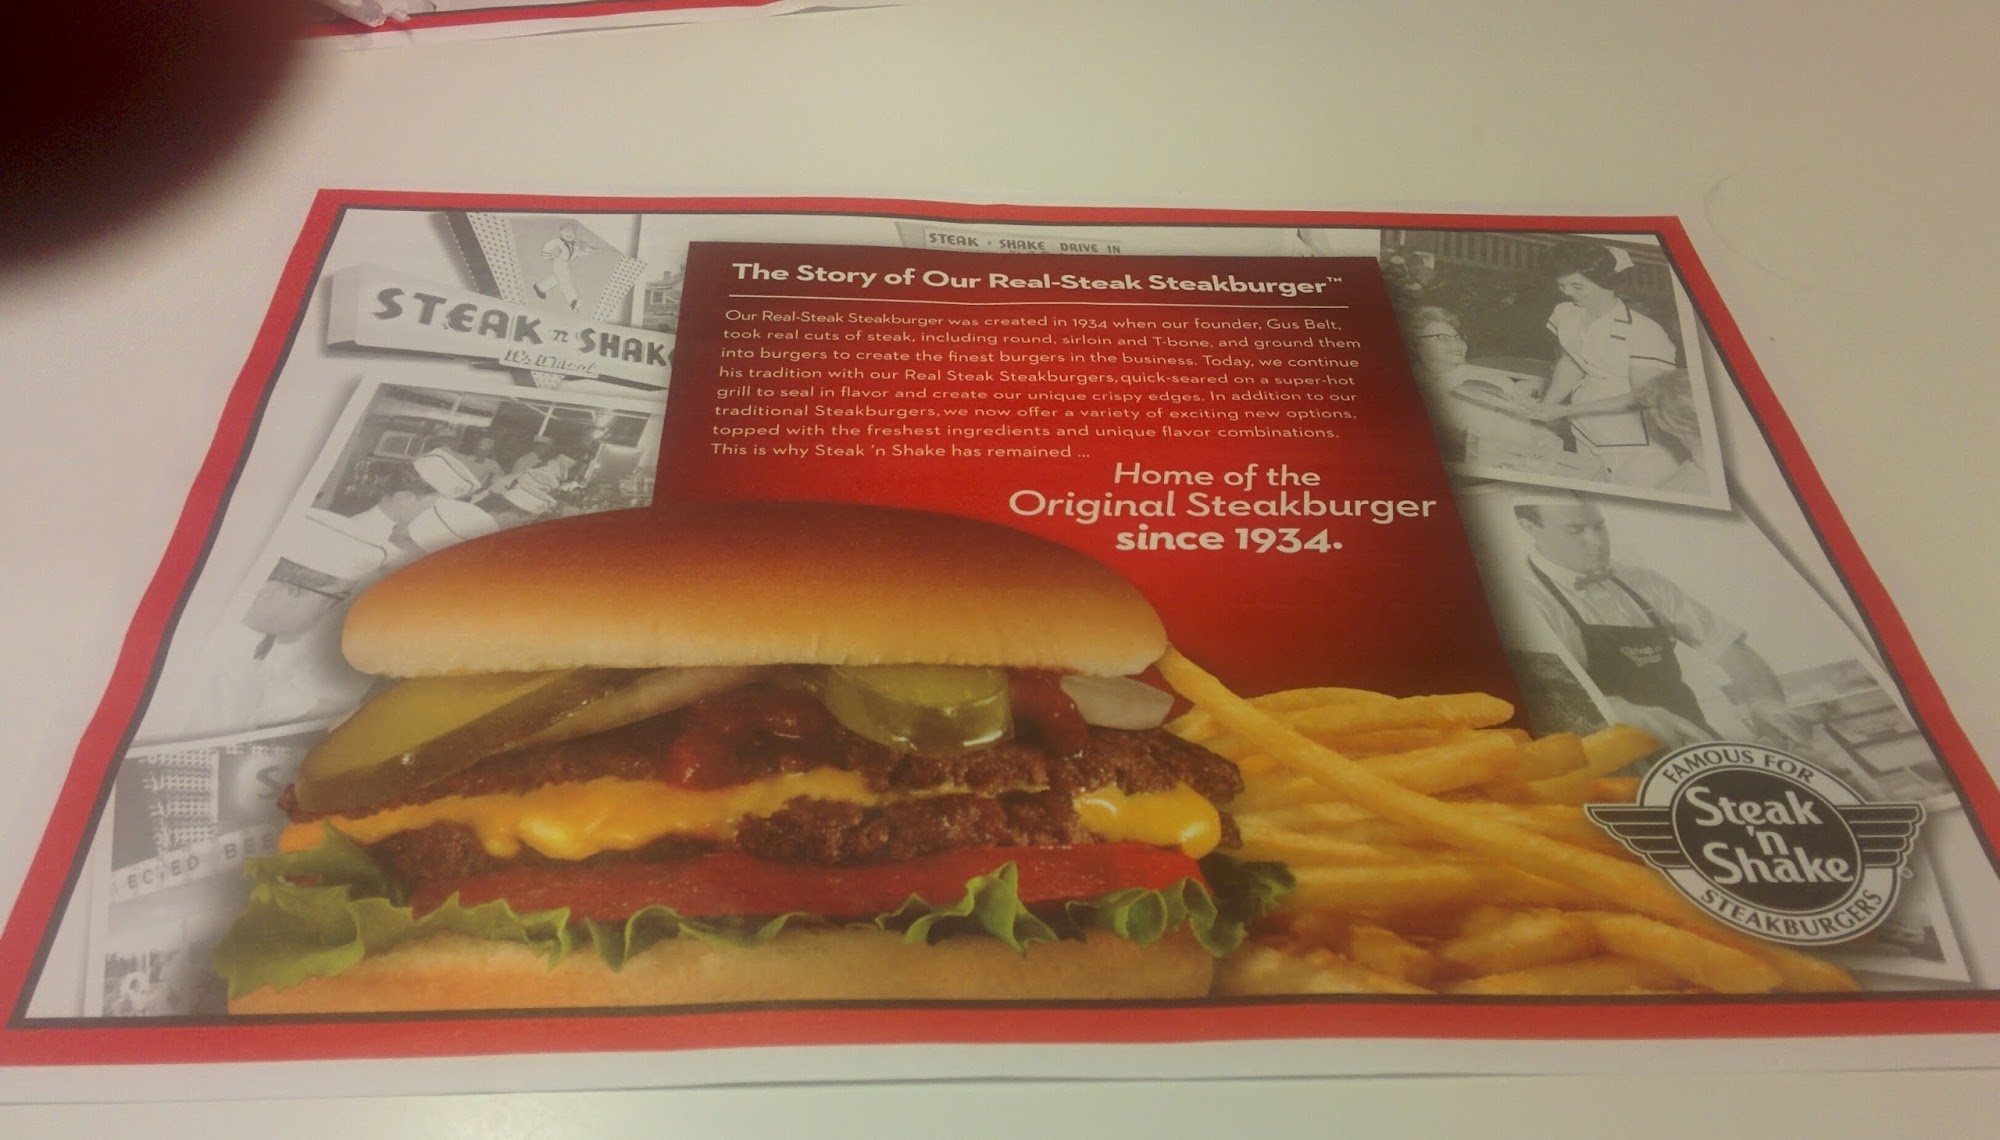 STEAK n SHAK
STEAK • SHAKE DRIVE IN
The Story of Our Real-Steak Steakburger™
Our Real-Steak Steakburger was created in 1934 when our founder, Gus Belt,
took real cuts of steak, including round, sirloin and T-bone, and ground them
into burgers to create the finest burgers in the business. Today, we continue
his tradition with our Real Steak Steakburgers, quick-seared on a super-hot
grill to seal in flavor and create our unique crispy edges. In addition to our
traditional Steakburgers, we now offer a variety of exciting new options,
topped with the freshest ingredients and unique flavor combinations.
This is why Steak 'n Shake has remained ...
Home of the
Original Steakburger
since 1934.
S
ECTED BEE
FAMOUS FOR
Steak
'n
Shake
STEAKBURGERS